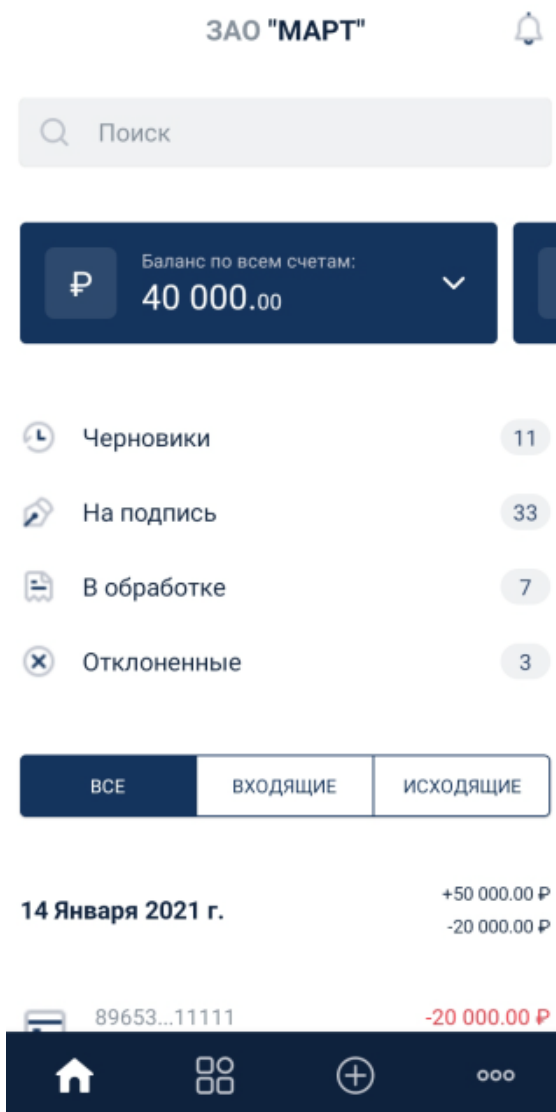 ЗАО "МАРТ"
Поиск
Баланс по всем счетам:
₽
40 000.00
Черновики 11
На подпись 33
В обработке 7
Отклоненные 3
ВСЕ ВХОДЯЩИЕ ИСХОДЯЩИЕ
+50 000.00 ₽
14 Января 2021 г.
-20 000.00 ₽
89653...11111 -20 000.00 ₽